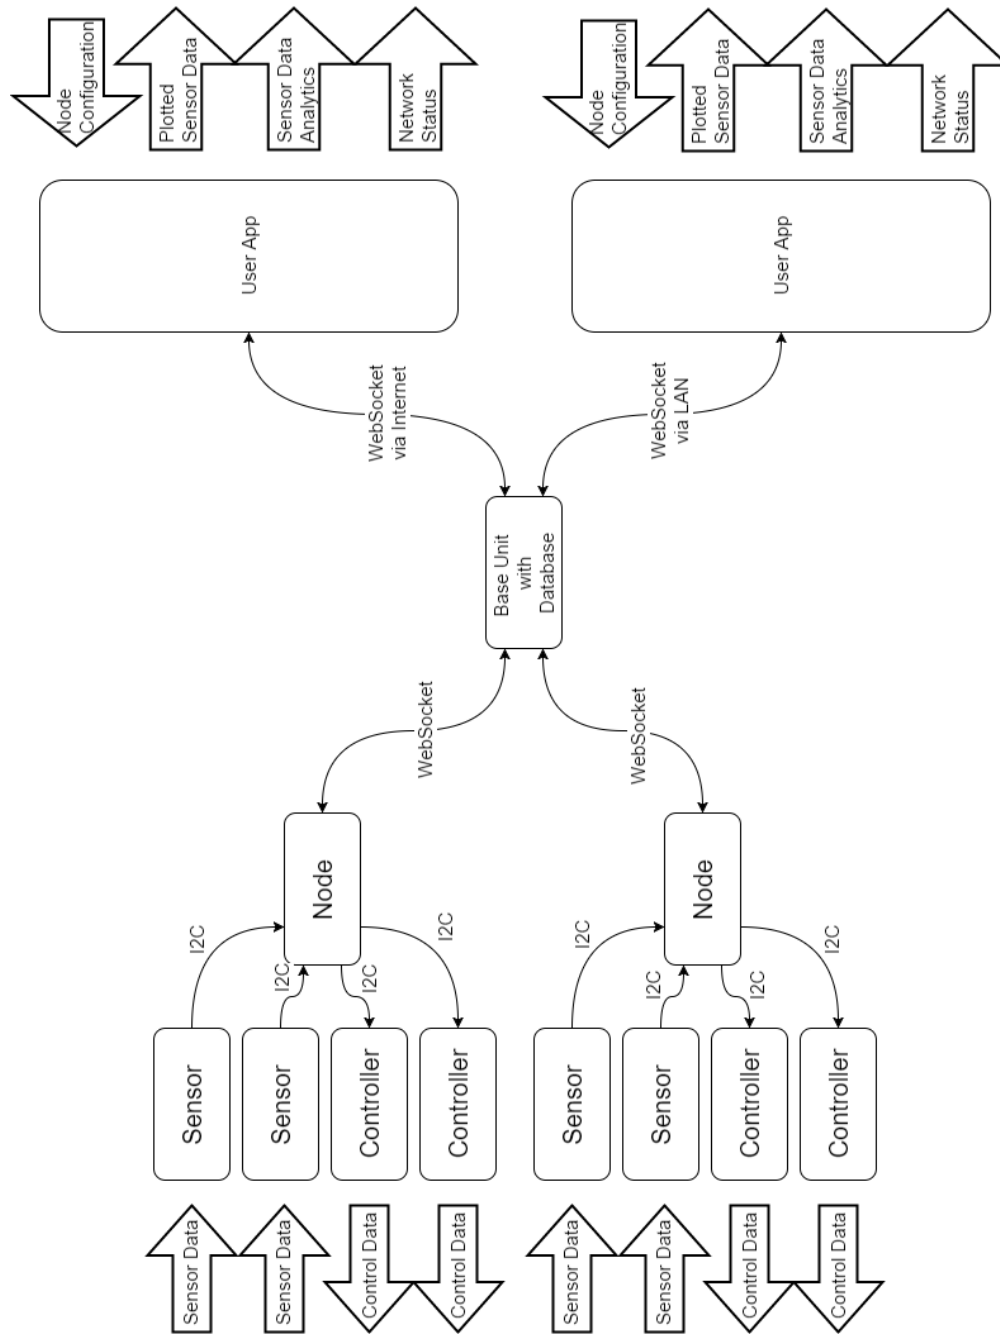 Sensor Data
Sensor Data
Control Data
Control Data
Sensor Data
Sensor Data
Control Data
Control Data
Sensor
Sensor
Controller
Controller
Sensor
Sensor
Controller
Controller
I2C
I2C
I2C
I2C
I2C
I2C
I2C
I2C
Node
Node
WebSocket
WebSocket
Base Unit
with
Database
WebSocket
via Internet
WebSocket
via LAN
User App
User App
Node
Configuration
Plotted
Sensor Data
Sensor Data
Analytics
Network
Status
Node
Configuration
Plotted
Sensor Data
Sensor Data
Analytics
Network
Status